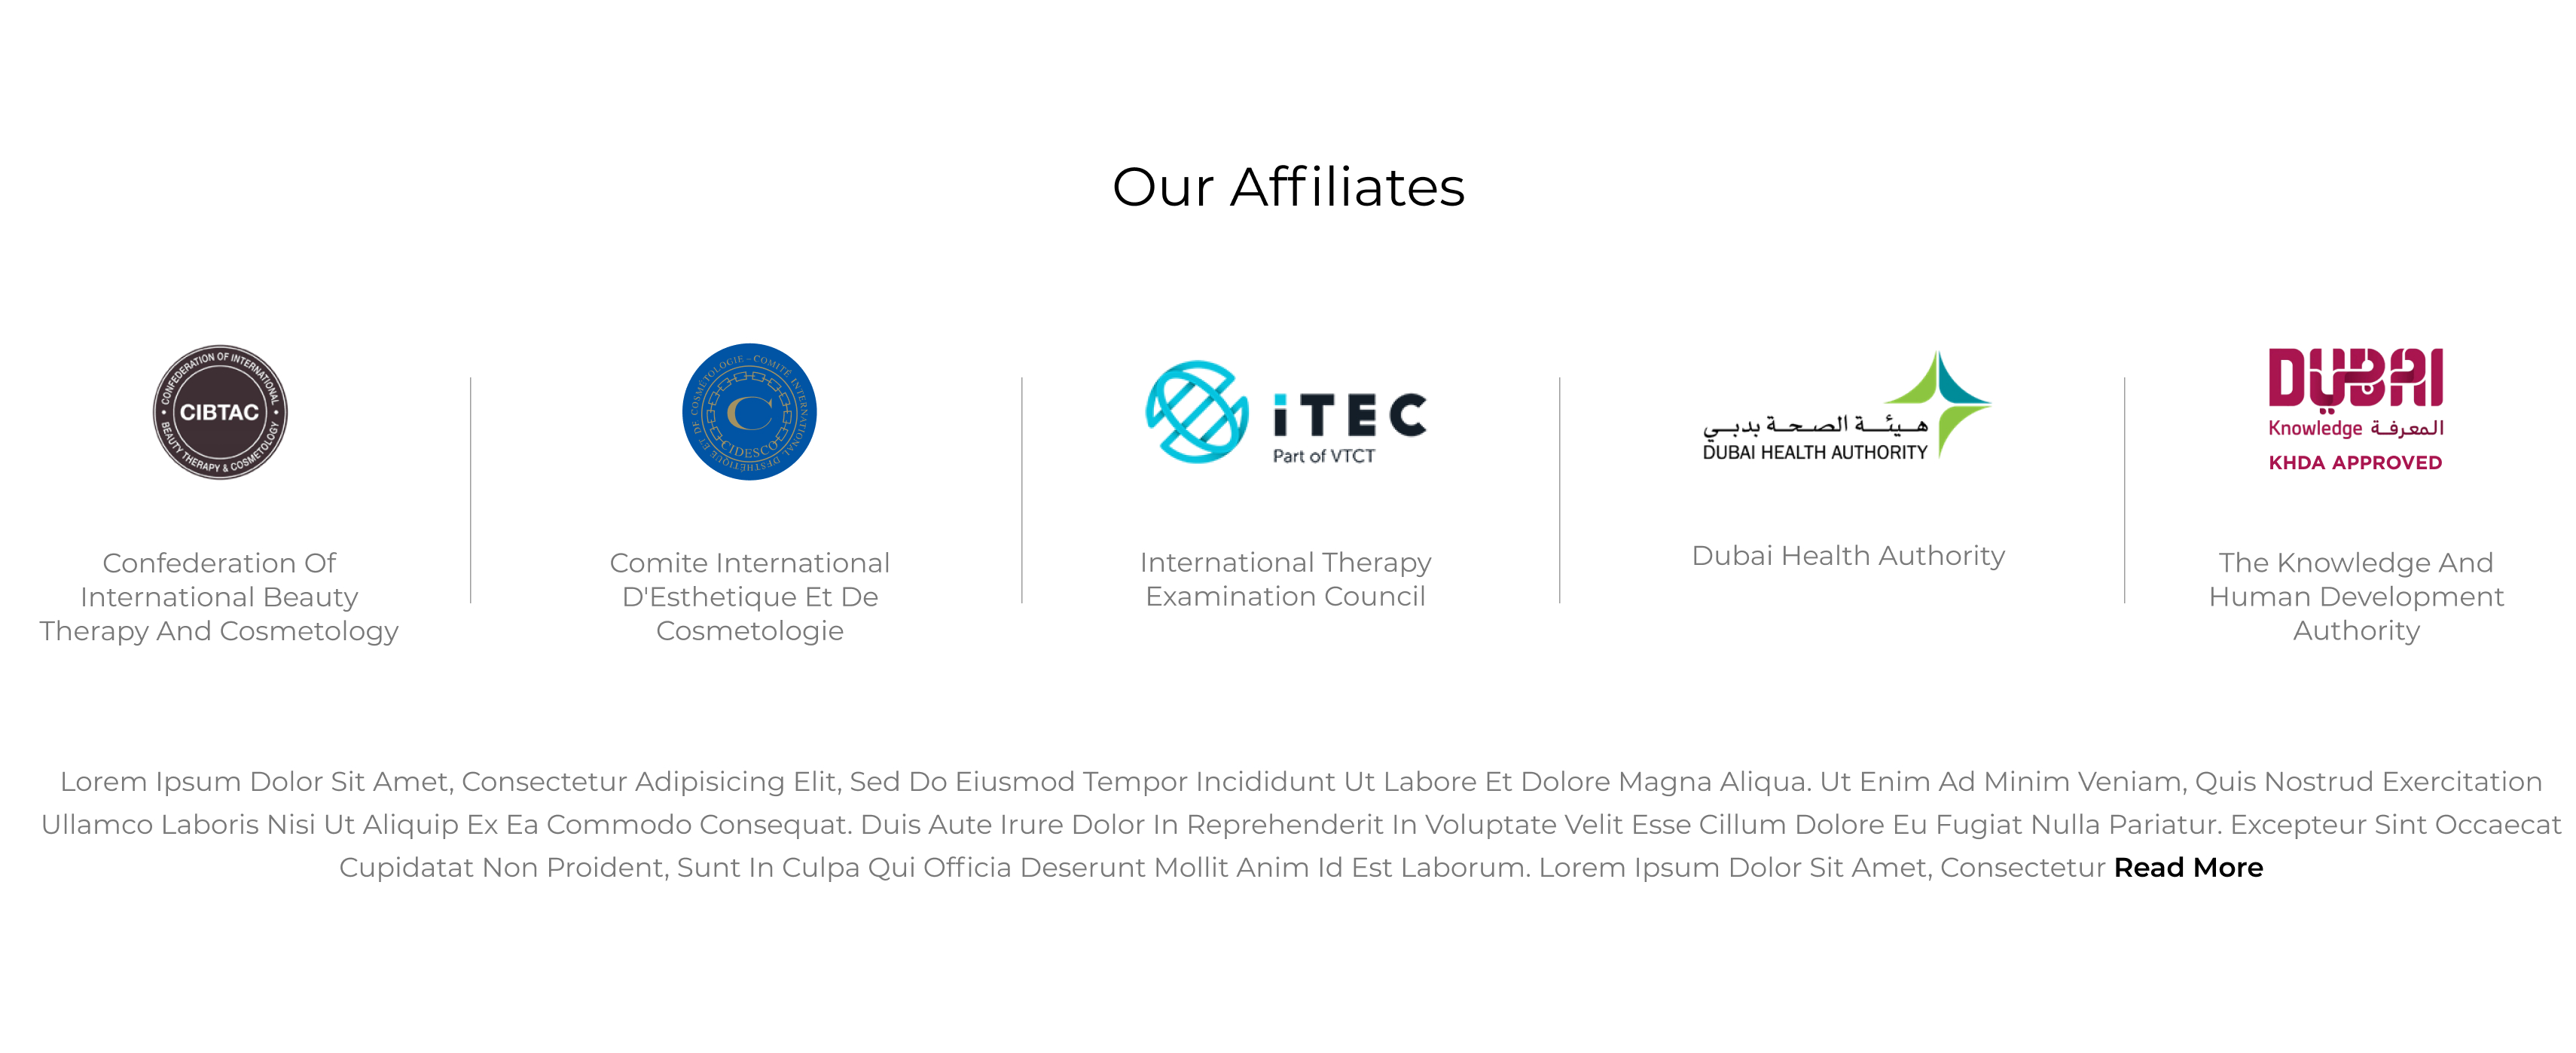 Our Affiliates
CONFEDERATION OF INTERNATIONAL
CIBTAC
BEAUTY THERAPY & COSMETOLOGY
Confederation Of
International Beauty
Therapy And Cosmetology
COMITÉ INTERNATIONAL D'ESTHÉTIQUE ET DE COSMÉTOLOGIE
C
CIDESCO
Comite International
D'Esthetique Et De
Cosmetologie
iTEC
Part of VTCT
International Therapy
Examination Council
هيئة الصحة بدبي
DUBAI HEALTH AUTHORITY
Dubai Health Authority
DUBAI
Knowledge المعرفة
KHDA APPROVED
The Knowledge And
Human Development
Authority
Lorem Ipsum Dolor Sit Amet, Consectetur Adipisicing Elit, Sed Do Eiusmod Tempor Incididunt Ut Labore Et Dolore Magna Aliqua. Ut Enim Ad Minim Veniam, Quis Nostrud Exercitation
Ullamco Laboris Nisi Ut Aliquip Ex Ea Commodo Consequat. Duis Aute Irure Dolor In Reprehenderit In Voluptate Velit Esse Cillum Dolore Eu Fugiat Nulla Pariatur. Excepteur Sint Occaecat
Cupidatat Non Proident, Sunt In Culpa Qui Officia Deserunt Mollit Anim Id Est Laborum. Lorem Ipsum Dolor Sit Amet, Consectetur Read More